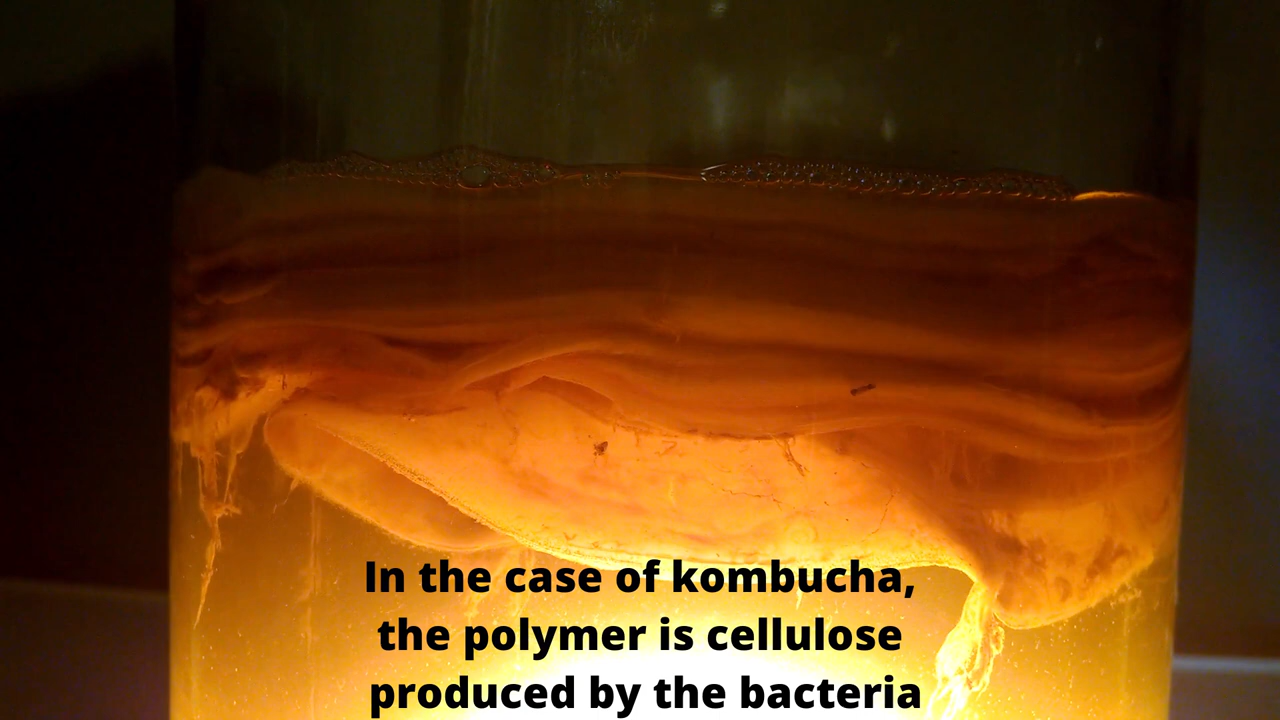 In the case of kombucha,
the polymer is cellulose
produced by the bacteria